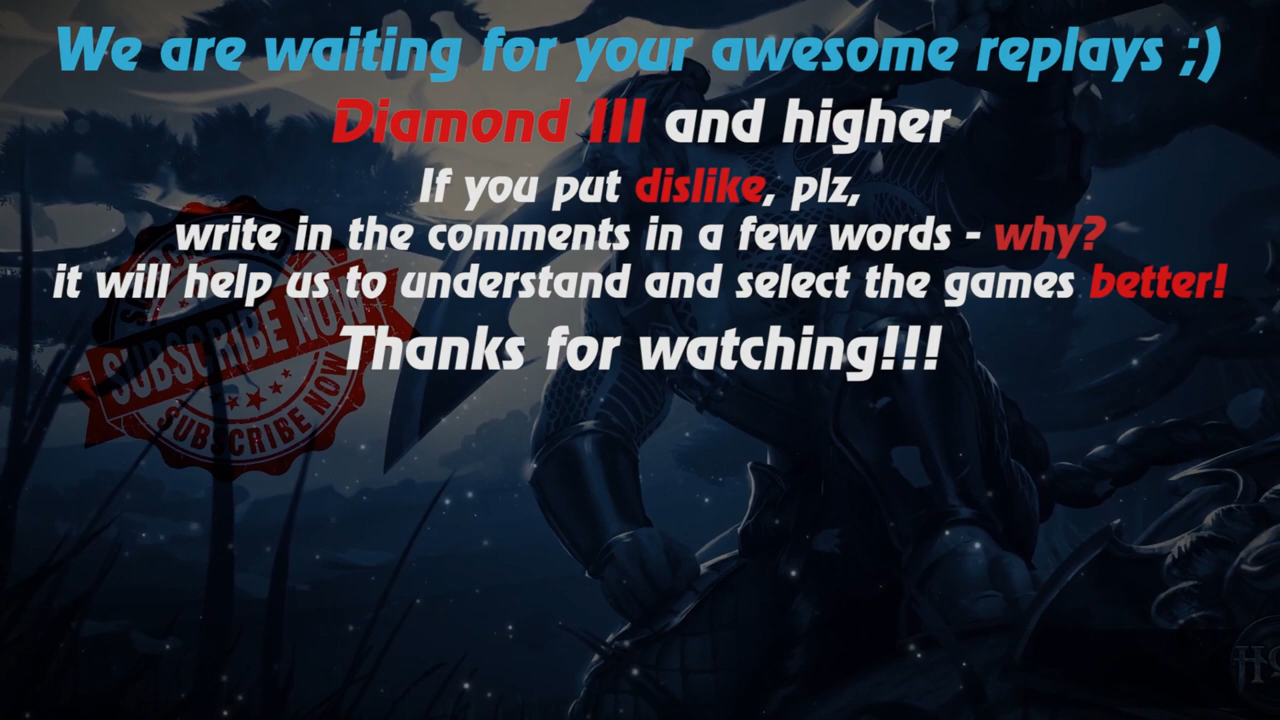 We are waiting for your awesome replays ;)
Diamond III and higher
If you put dislike, plz,
write in the comments in a few words - why?
it will help us to understand and select the games better!
Thanks for watching!!!
SUBSCRIBE NOW
SUBSCRIBE NOW